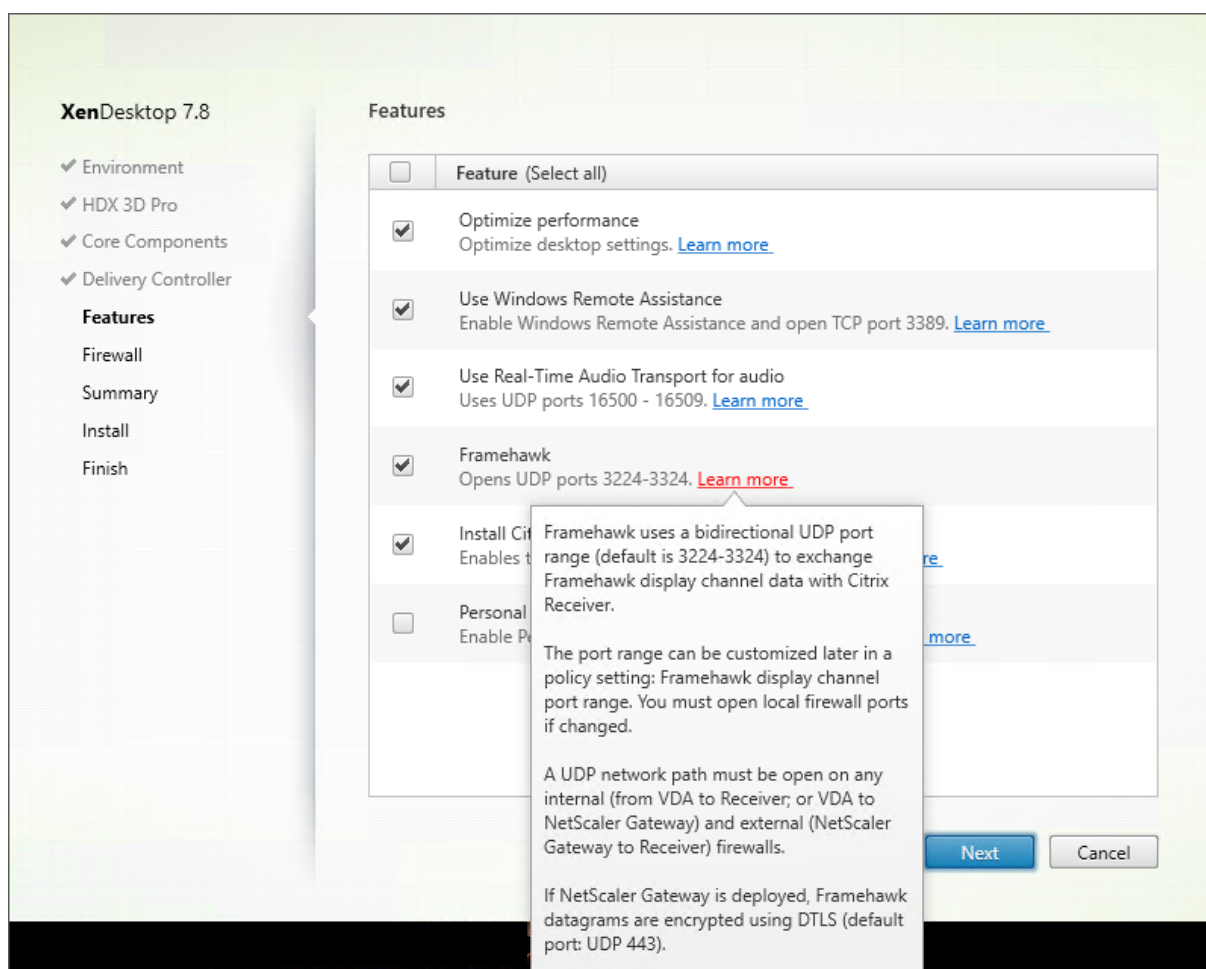 XenDesktop 7.8
Environment
HDX 3D Pro
Core Components
Delivery Controller
Features
Firewall
Summary
Install
Finish
Features
Feature (Select all)
Optimize performance
Optimize desktop settings. Learn more
Use Windows Remote Assistance
Enable Windows Remote Assistance and open TCP port 3389. Learn more
Use Real-Time Audio Transport for audio
Uses UDP ports 16500 - 16509. Learn more
Framehawk
Opens UDP ports 3224-3324. Learn more
Install
Enables
Personal
Enable more
Framehawk uses a bidirectional UDP port
range (default is 3224-3324) to exchange
Framehawk display channel data with Citrix
Receiver.
The port range can be customized later in a
policy setting: Framehawk display channel
port range. You must open local firewall ports
if changed.
A UDP network path must be open on any
internal (from VDA to Receiver; or VDA to
NetScaler Gateway) and external (NetScaler
Gateway to Receiver) firewalls.
If NetScaler Gateway is deployed, Framehawk
datagrams are encrypted using DTLS (default
port: UDP 443).
Next
Cancel